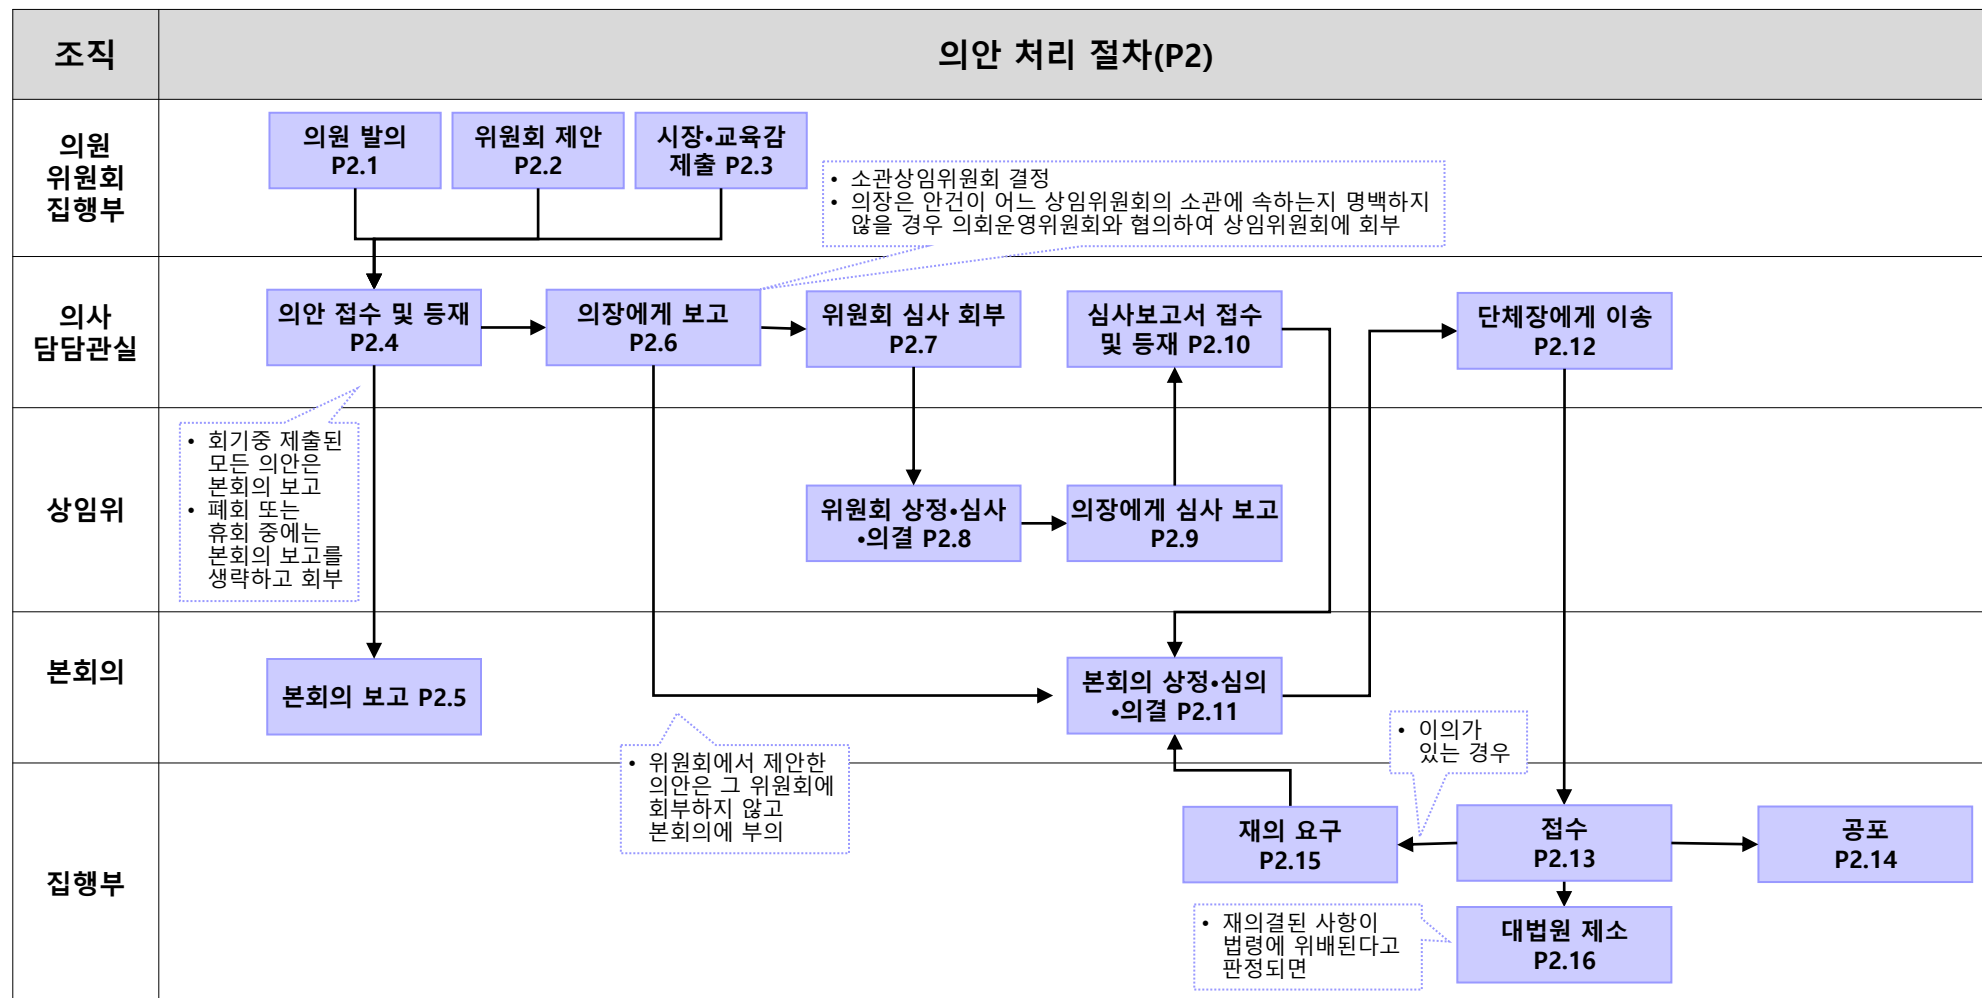 조직
의안 처리 절차(P2)
의원
위원회
집행부
의원 발의
P2.1
위원회 제안
P2.2
시장•교육감
제출 P2.3
• 소관상임위원회 결정
• 의장은 안건이 어느 상임위원회의 소관에 속하는지 명백하지
않을 경우 의회운영위원회와 협의하여 상임위원회에 회부
의사
담담관실
의안 접수 및 등재
P2.4
의장에게 보고
P2.6
위원회 심사 회부
P2.7
심사보고서 접수
및 등재 P2.10
단체장에게 이송
P2.12
상임위
• 회기중 제출된
모든 의안은
본회의 보고
• 폐회 또는
휴회 중에는
본회의 보고를
생략하고 회부
위원회 상정•심사
•의결 P2.8
의장에게 심사 보고
P2.9
본회의
본회의 보고 P2.5
본회의 상정•심의
•의결 P2.11
• 위원회에서 제안한
의안은 그 위원회에
회부하지 않고
본회의에 부의
• 이의가
있는 경우
집행부
재의 요구
P2.15
접수
P2.13
공포
P2.14
• 재의결된 사항이
법령에 위배된다고
판정되면
대법원 제소
P2.16